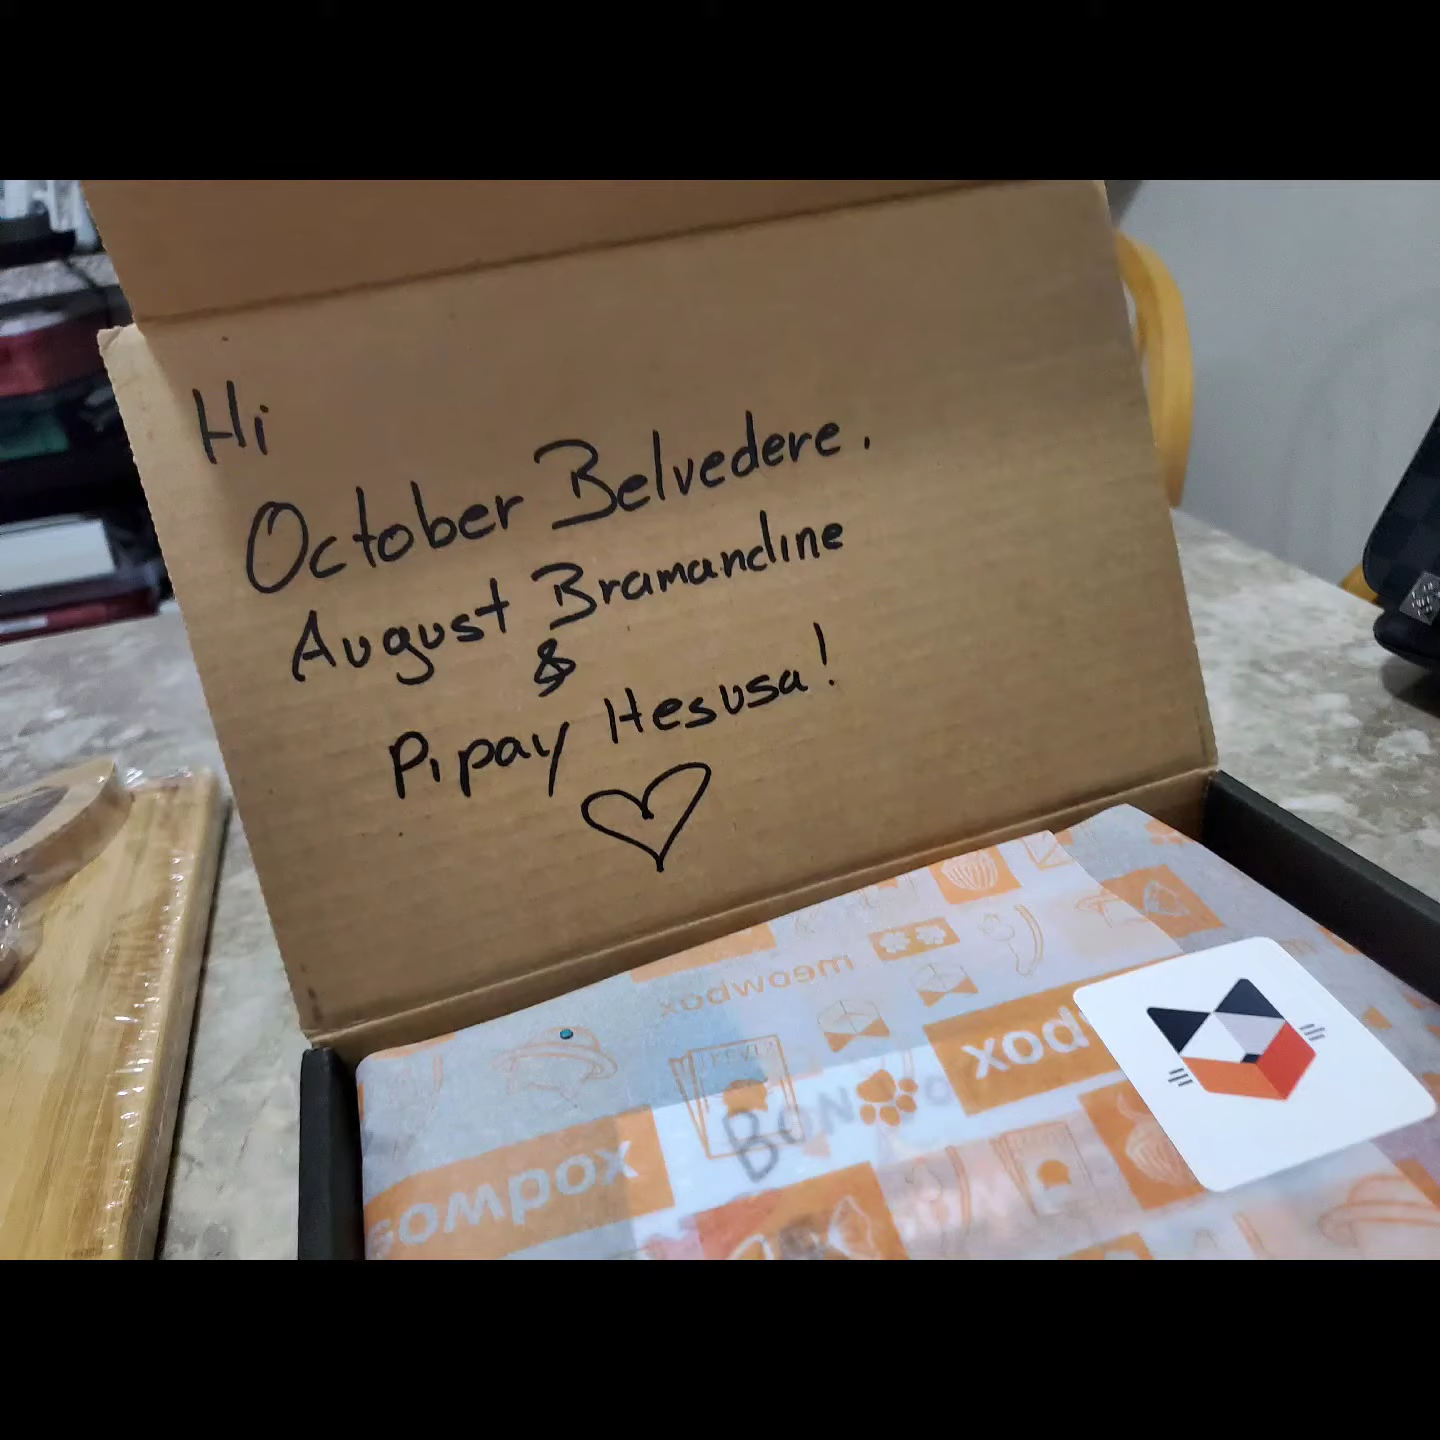 Hi
October Belvedere.
August Bramandine
&
Pipay Hesusa!
meowbox
box
meowbox